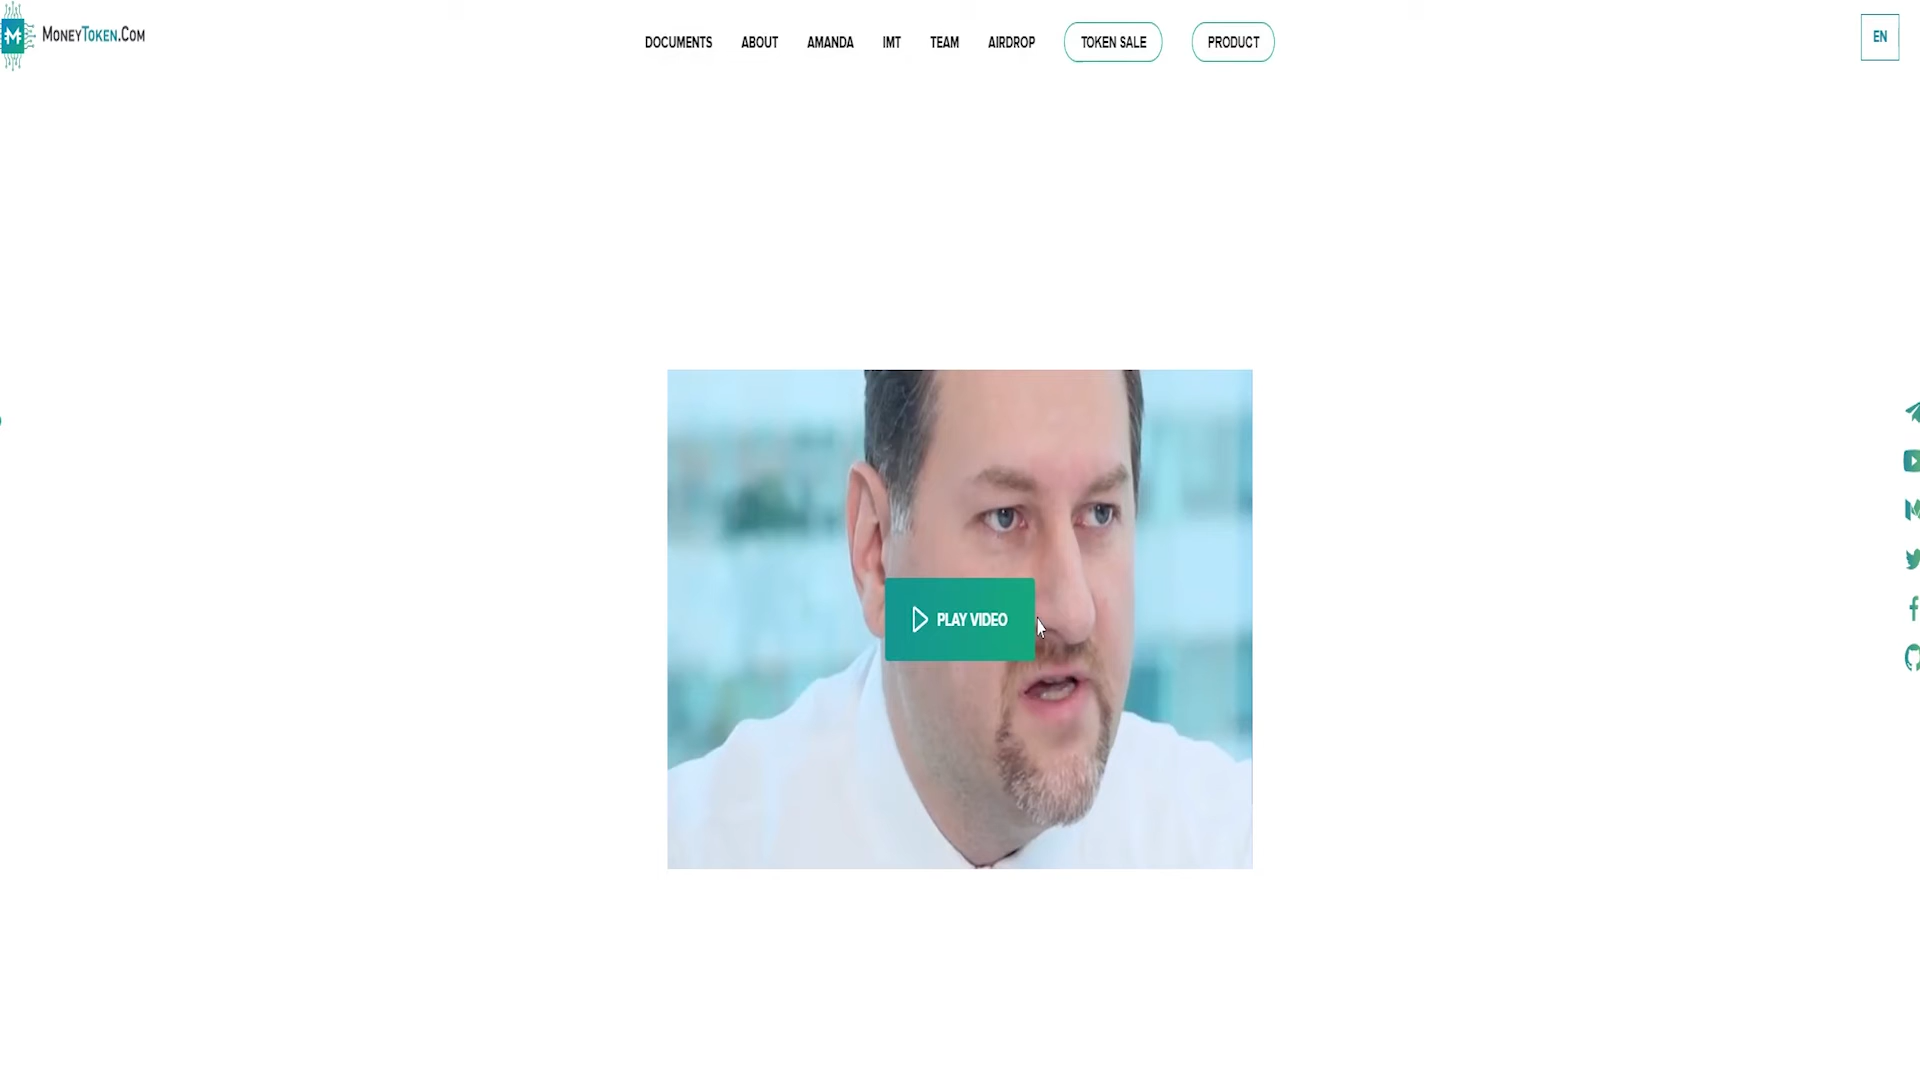 MONEYTOKEN.COM
DOCUMENTS ABOUT AMANDA IMT TEAM AIRDROP TOKEN SALE PRODUCT
EN
PLAY VIDEO